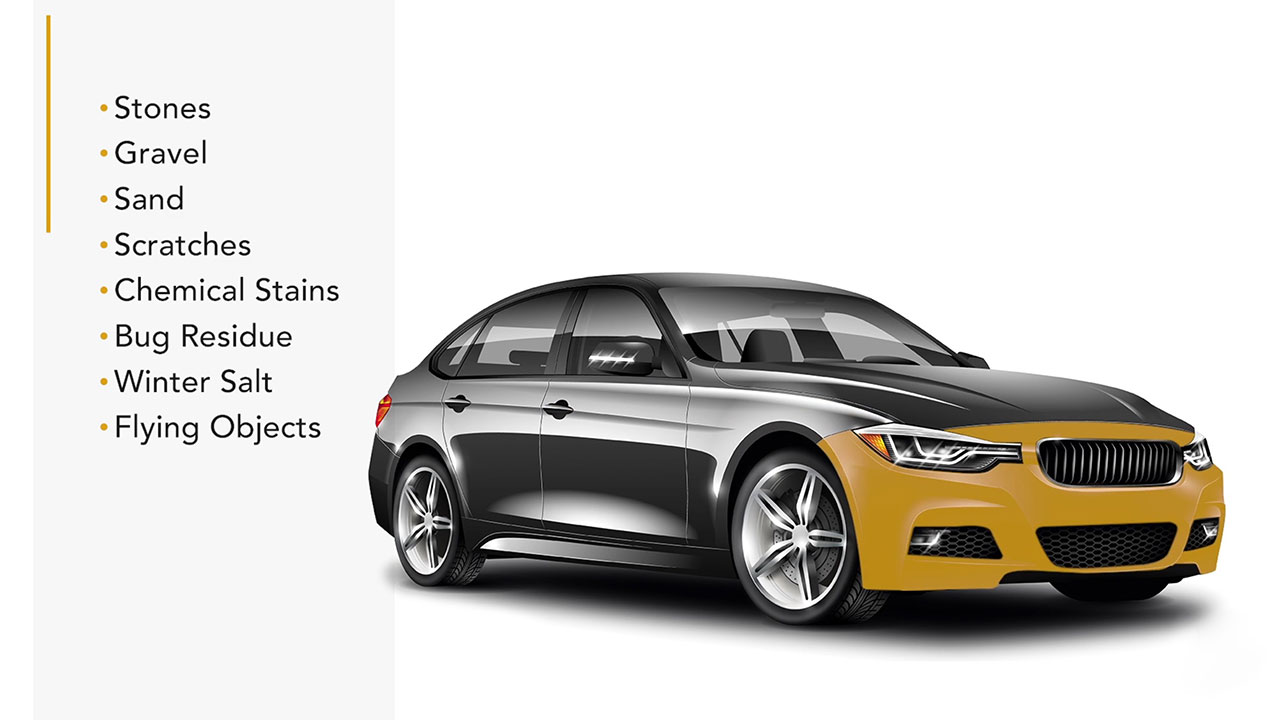 • Stones
• Gravel
• Sand
• Scratches
• Chemical Stains
• Bug Residue
• Winter Salt
• Flying Objects